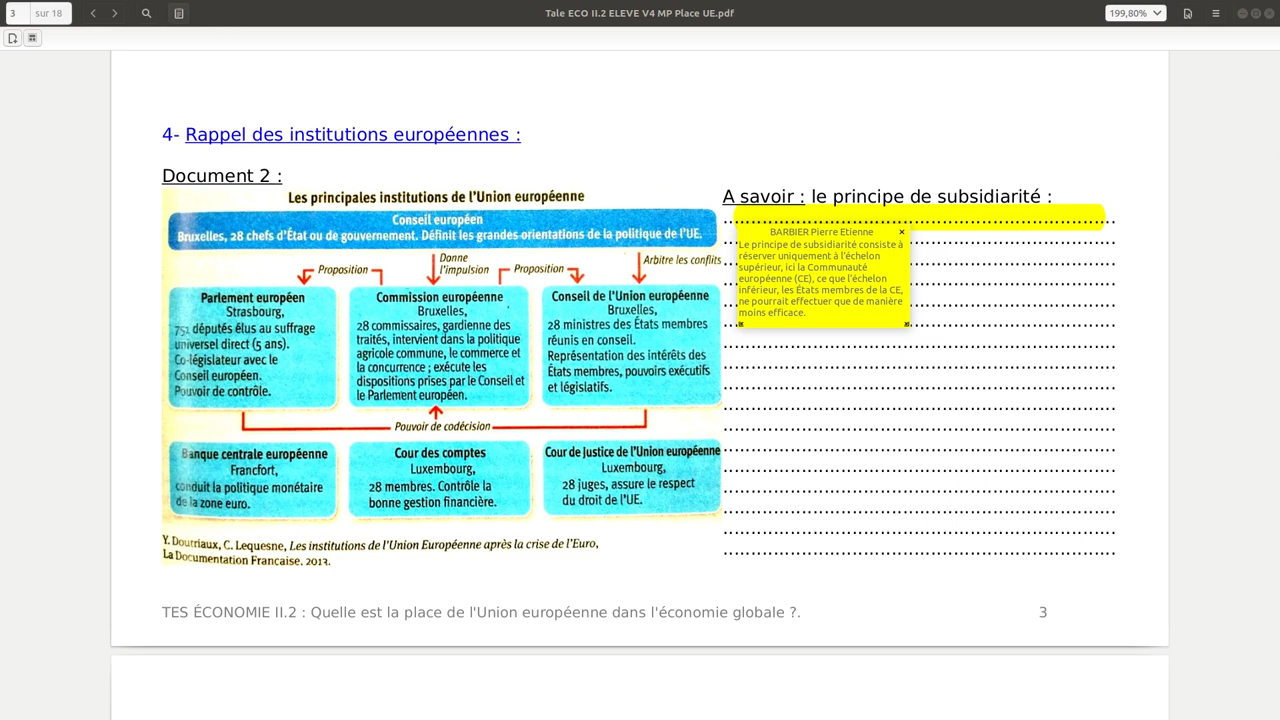 3 sur 18
Tale ECO II.2 ELEVE V4 MP Place UE.pdf
199,80%
4- Rappel des institutions européennes :
Document 2 :
Les principales institutions de l'Union européenne
Conseil européen
Bruxelles, 28 chefs d'État ou de gouvernement. Définit les grandes orientations de la politique de l'UE.
Proposition
Donne
l'impulsion
Proposition
Arbitre les conflits
Parlement européen
Strasbourg,
751 députés élus au suffrage
universel direct (5 ans).
Co-législateur avec le
Conseil européen.
Pouvoir de contrôle.
Commission européenne
Bruxelles,
28 commissaires, gardienne des
traités, intervient dans la politique
agricole commune, le commerce et
la concurrence ; exécute les
dispositions prises par le Conseil et
le Parlement européen.
Conseil de l'Union européenne
Bruxelles,
28 ministres des États membres
réunis en conseil.
Représentation des intérêts des
États membres, pouvoirs exécutifs
et législatifs.
Pouvoir de codécision
Banque centrale européenne
Francfort,
conduit la politique monétaire
de la zone euro.
Cour des comptes
Luxembourg,
28 membres. Contrôle la
bonne gestion financière.
Cour de Justice de l'Union européenne
Luxembourg,
28 juges, assure le respect
du droit de l'UE.
Y. Doutriaux, C. Lequesne, Les institutions de l'Union Européenne après la crise de l'Euro,
La Documentation Française. 2013.
A savoir : le principe de subsidiarité :
BARBIER Pierre Etienne
Le principe de subsidiarité consiste à
réserver uniquement à l'échelon
supérieur, ici la Communauté
européenne (CE), ce que l'échelon
inférieur, les États membres de la CE,
ne pourrait effectuer que de manière
moins efficace.
TES ÉCONOMIE II.2 : Quelle est la place de l'Union européenne dans l'économie globale ?.
3